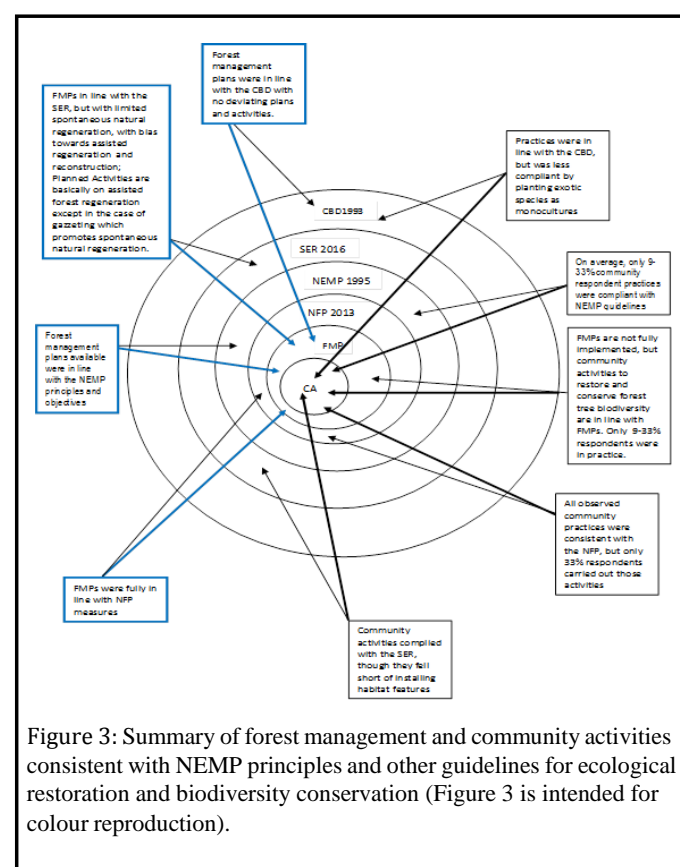 Forest
management
plans were in line
with the CBD with
no deviating plans
and activities.
FMPs in line with the
SER, but with limited
spontaneous natural
regeneration, with bias
towards assisted
regeneration and
reconstruction;
Planned Activities are
basically on assisted
forest regeneration
except in the case of
gazzeting which
promotes spontaneous
natural regeneration.
Practices were in
line with the CBD,
but was less
compliant by
planting exotic
species as
monocultures
CBD1993
SER 2016
NEMP 1995
NFP 2013
FMP
CA
On average, only 9-
33% community
respondent practices
were compliant with
NEMP guidelines
Forest
management
plans available
were in line
with the NEMP
principles and
objectives
FMPs are not fully
implemented, but
community
activities to
restore and
conserve forest
tree biodiversity
are in line with
FMPs. Only 9-33%
respondents were
in practice.
All observed
community
practices were
consistent with
the NFP, but only
33% respondents
carried out those
activities
FMPs were fully in
line with NFP
measures
Community
activities complied
with the SER,
though they fell
short of installing
habitat features
Figure 3: Summary of forest management and community activities
consistent with NEMP principles and other guidelines for ecological
restoration and biodiversity conservation (Figure 3 is intended for
colour reproduction).